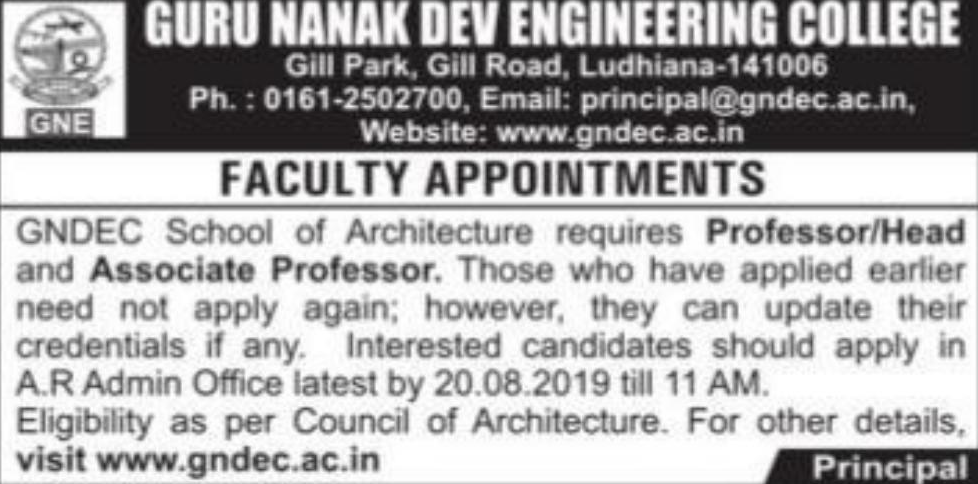 GURU NANAK DEV ENGINEERING COLLEGE
Gill Park, Gill Road, Ludhiana-141006
Ph. : 0161-2502700, Email: principal@gndec.ac.in,
Website: www.gndec.ac.in
GNE
FACULTY APPOINTMENTS
GNDEC School of Architecture requires Professor/Head
and Associate Professor. Those who have applied earlier
need not apply again; however, they can update their
credentials if any. Interested candidates should apply in
A.R Admin Office latest by 20.08.2019 till 11 AM.
Eligibility as per Council of Architecture. For other details,
visit www.gndec.ac.in
Principal